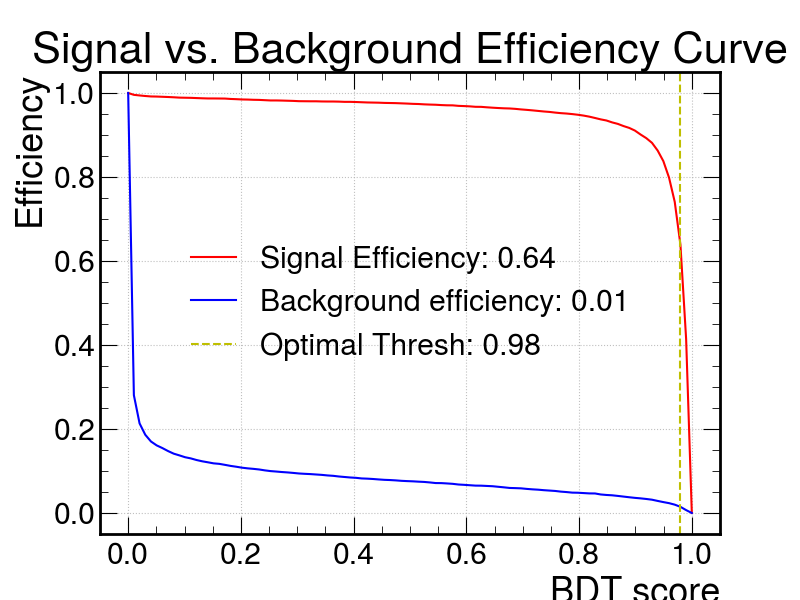 Signal vs. Background Efficiency Curve
Efficiency
1.0
0.8
0.6
0.4
0.2
0.0
Signal Efficiency: 0.64
Background efficiency: 0.01
Optimal Thresh: 0.98
0.0 0.2 0.4 0.6 0.8 1.0
BDT score